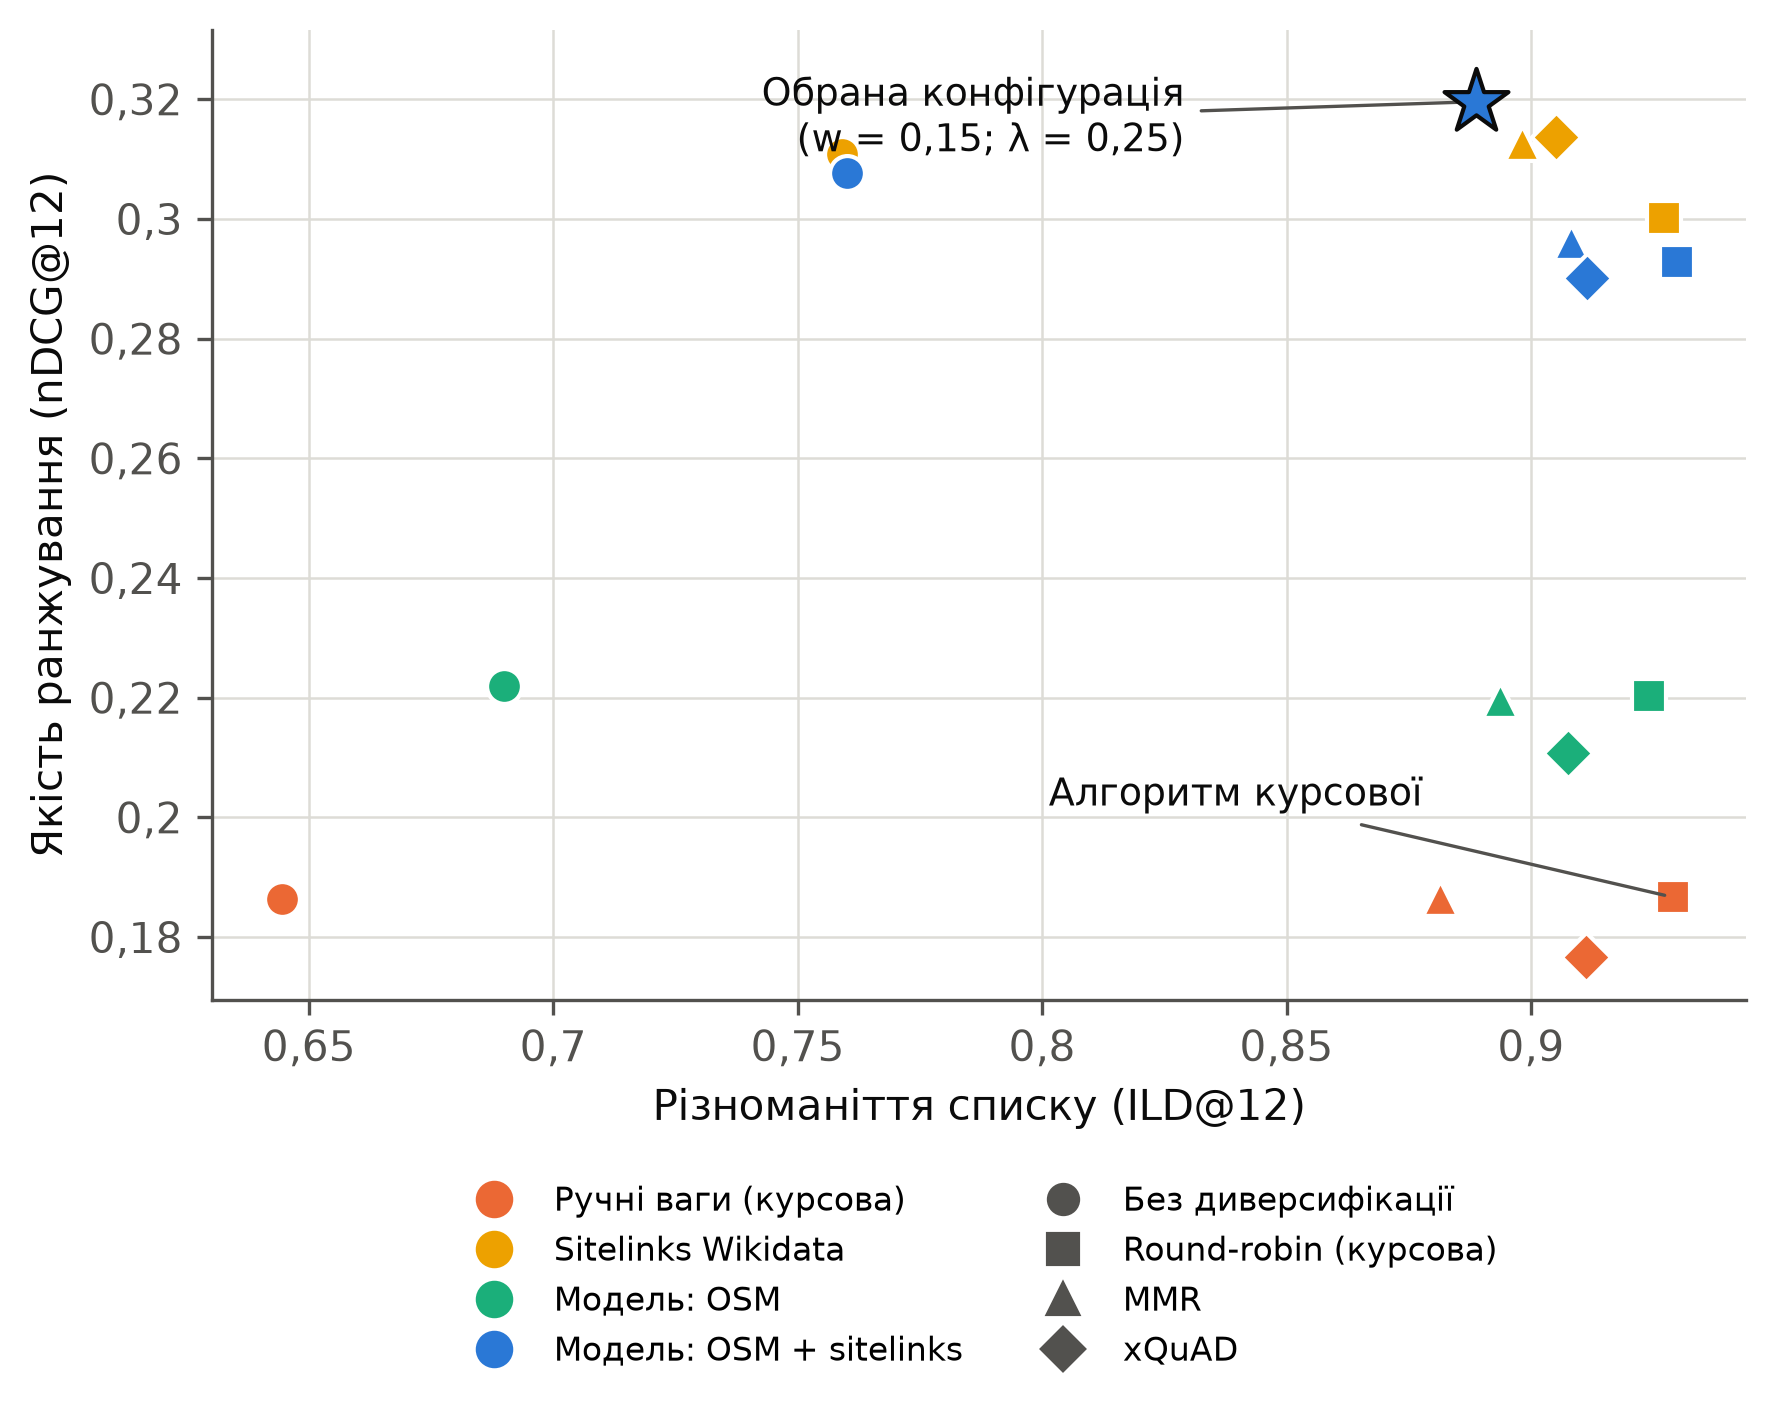 Обрана конфігурація
(w = 0,15; λ = 0,25)
Алгоритм курсової
Якість ранжування (nDCG@12)
0,32
0,3
0,28
0,26
0,24
0,22
0,2
0,18
0,65
0,7
0,75
0,8
0,85
0,9
Різноманіття списку (ILD@12)
Ручні ваги (курсова)
Sitelinks Wikidata
Модель: OSM
Модель: OSM + sitelinks
Без диверсифікації
Round-robin (курсова)
MMR
xQuAD